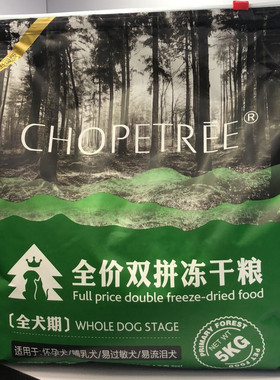 CHOPETRÉE®
全价双拼冻干粮
Full price double freeze-dried food
[全犬期] WHOLE DOG STAGE
适用于:怀孕犬/哺乳犬/易过敏犬/易流泪犬
PRIMARY FOREST
NET WT
5KG